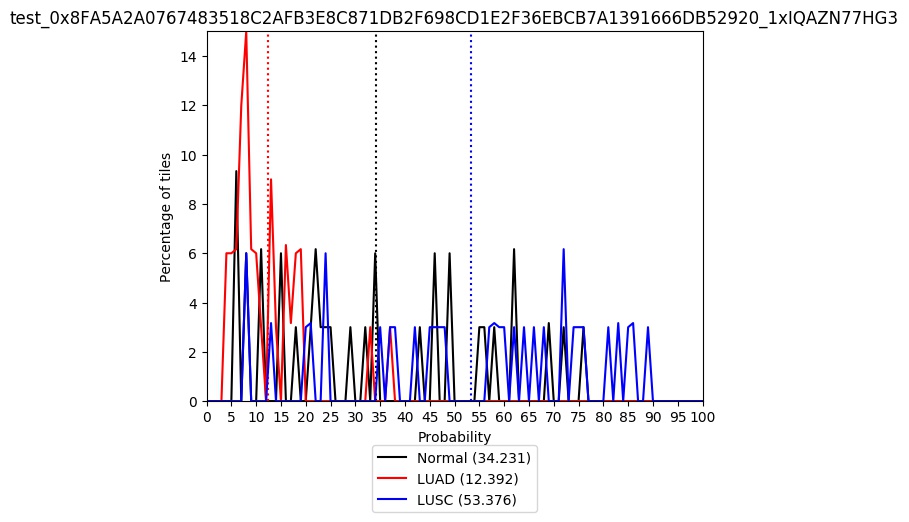 test_0x8FA5A2A0767483518C2AFB3E8C871DB2F698CD1E2F36EBCB7A1391666DB52920_1xIQAZN77HG3
14
12
10
8
6
4
2
0
Percentage of tiles
0 5 10 15 20 25 30 35 40 45 50 55 60 65 70 75 80 85 90 95 100
Probability
Normal (34.231)
LUAD (12.392)
LUSC (53.376)